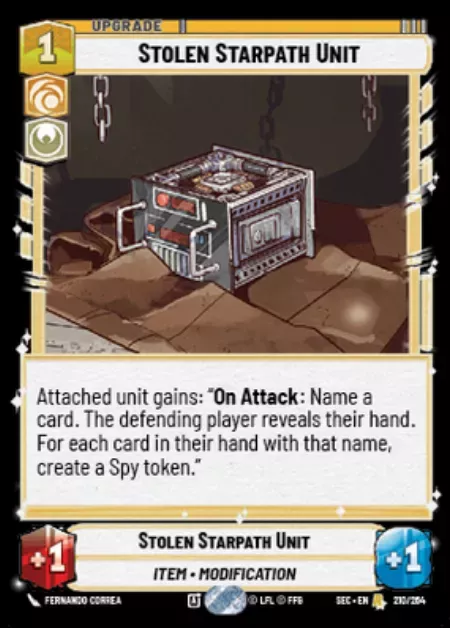 UPGRADE
1
STOLEN STARPATH UNIT
Attached unit gains: “On Attack: Name a
card. The defending player reveals their hand.
For each card in their hand with that name,
create a Spy token.”
+1
STOLEN STARPATH UNIT
+1
ITEM • MODIFICATION
FERNANDO CORREA
© LFL © FFG
SEC • EN
210/264